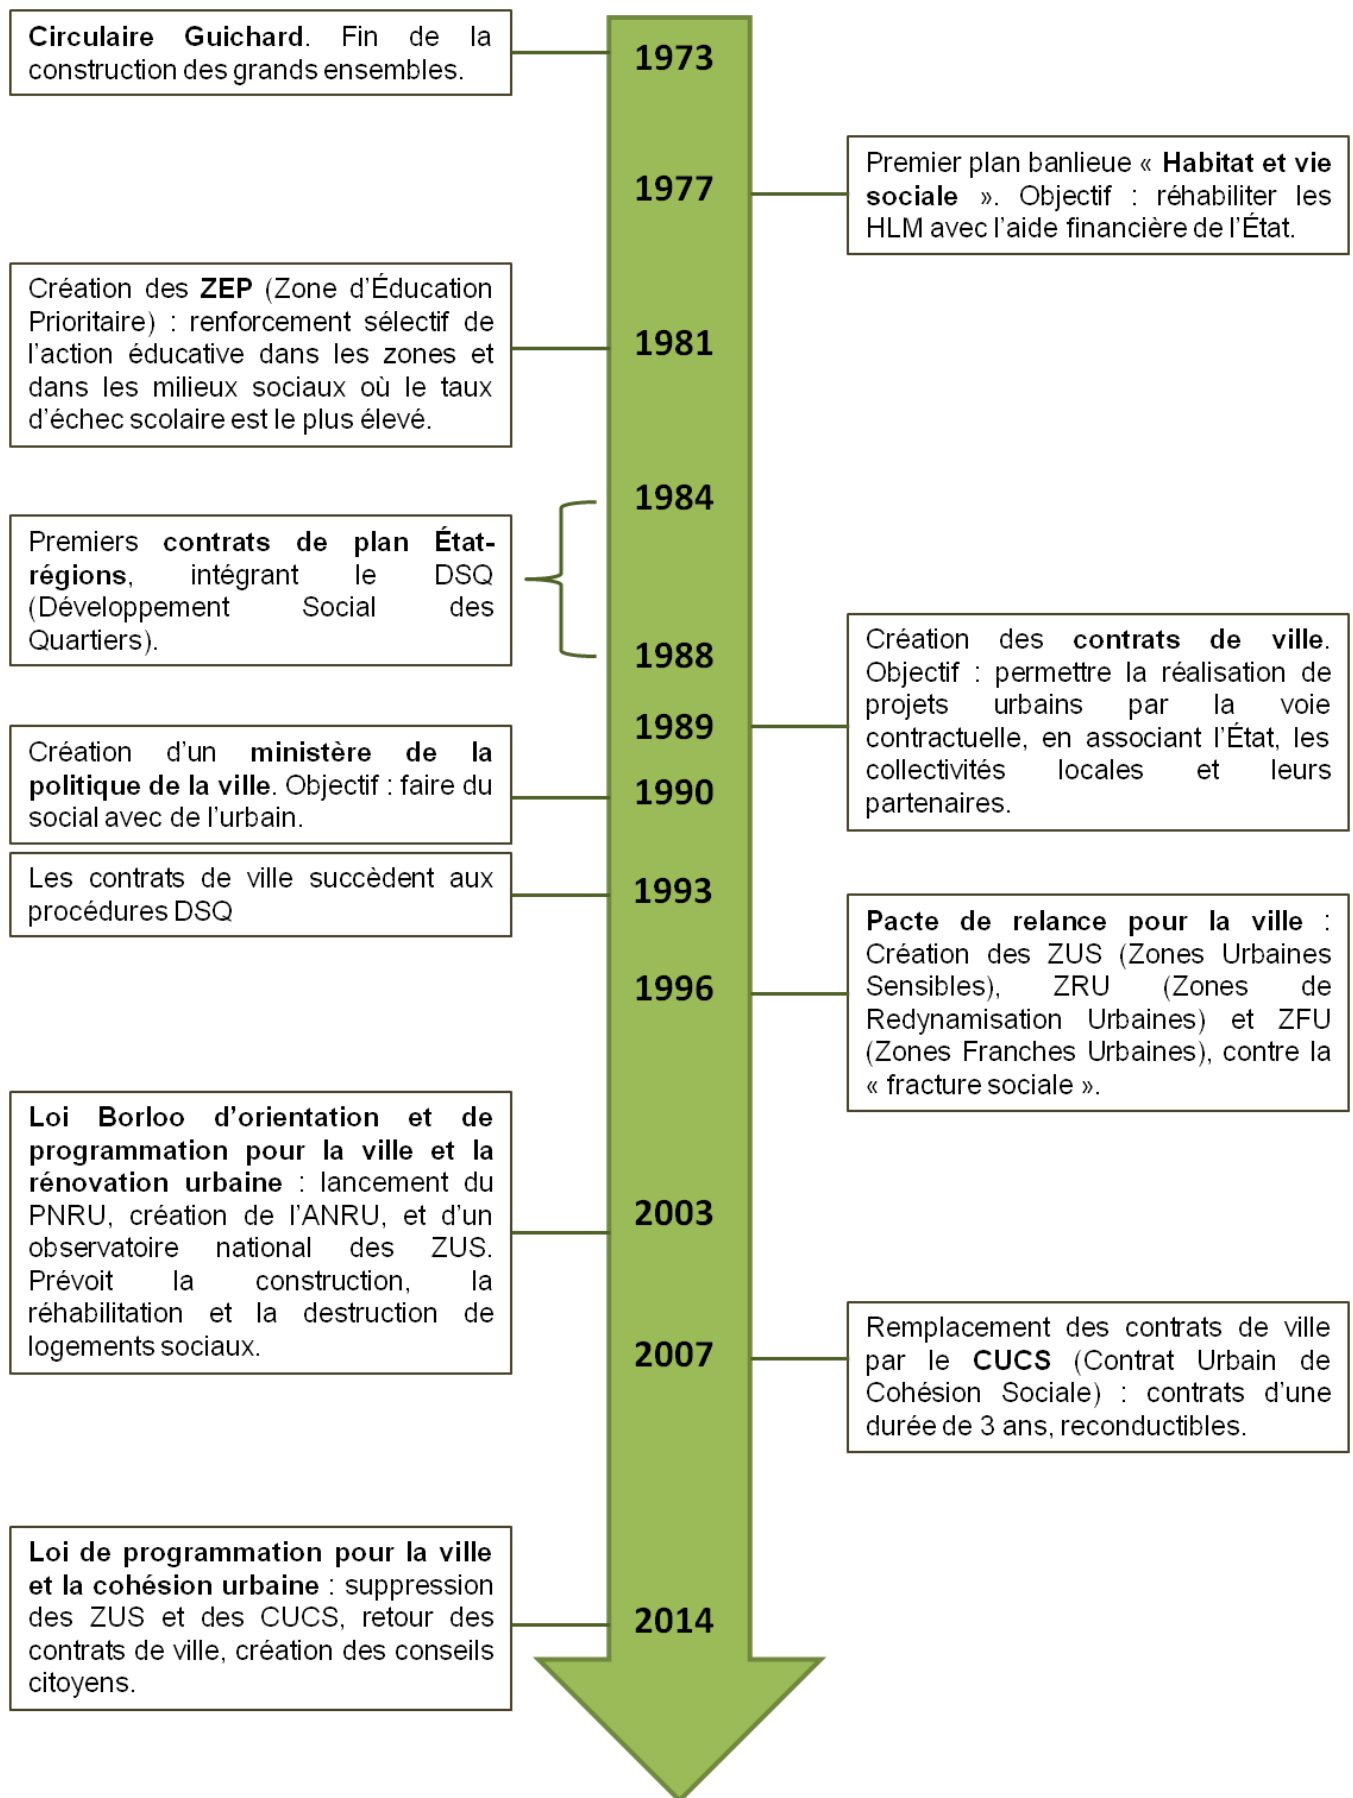 Circulaire Guichard. Fin de la
construction des grands ensembles.
1973
1977
Premier plan banlieue « Habitat et vie
sociale ». Objectif : réhabiliter les
HLM avec l’aide financière de l’État.
Création des ZEP (Zone d’Éducation
Prioritaire) : renforcement sélectif de
l’action éducative dans les zones et
dans les milieux sociaux où le taux
d’échec scolaire est le plus élevé.
1981
1984
Premiers contrats de plan État-
régions, intégrant le DSQ
(Développement Social des
Quartiers).
1988
1989
Création des contrats de ville.
Objectif : permettre la réalisation de
projets urbains par la voie
contractuelle, en associant l’État, les
collectivités locales et leurs
partenaires.
Création d’un ministère de la
politique de la ville. Objectif : faire du
social avec de l’urbain.
1990
Les contrats de ville succèdent aux
procédures DSQ
1993
1996
Pacte de relance pour la ville :
Création des ZUS (Zones Urbaines
Sensibles), ZRU (Zones de
Redynamisation Urbaines) et ZFU
(Zones Franches Urbaines), contre la
« fracture sociale ».
Loi Borloo d’orientation et de
programmation pour la ville et la
rénovation urbaine : lancement du
PNRU, création de l’ANRU, et d’un
observatoire national des ZUS.
Prévoit la construction, la
réhabilitation et la destruction de
logements sociaux.
2003
2007
Remplacement des contrats de ville
par le CUCS (Contrat Urbain de
Cohésion Sociale) : contrats d’une
durée de 3 ans, reconductibles.
Loi de programmation pour la ville
et la cohésion urbaine : suppression
des ZUS et des CUCS, retour des
contrats de ville, création des conseils
citoyens.
2014